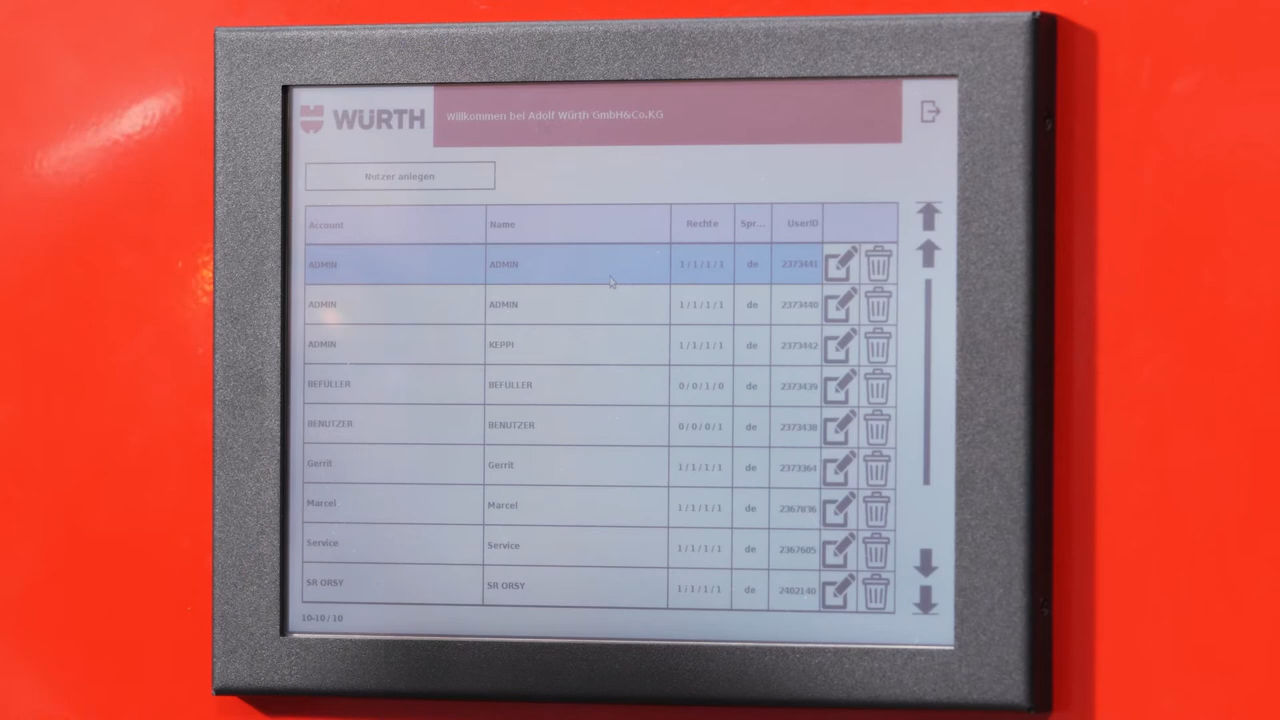 WÜRTH
Willkommen bei Adolf Würth GmbH&Co.KG
Nutzer anlegen
Account Name Rechte Spr... UserID
ADMIN ADMIN 1/1/1/1 de 2373441
ADMIN ADMIN 1/1/1/1 de 2373440
ADMIN KEPPI 1/1/1/1 de 2373442
BEFÜLLER BEFÜLLER 0/0/1/0 de 2373439
BENUTZER BENUTZER 0/0/0/1 de 2373438
Gerrit Gerrit 1/1/1/1 de 2373364
Marcel Marcel 1/1/1/1 de 2367836
Service Service 1/1/1/1 de 2367605
SR ORSY SR ORSY 1/1/1/1 de 2402140
10-10/10